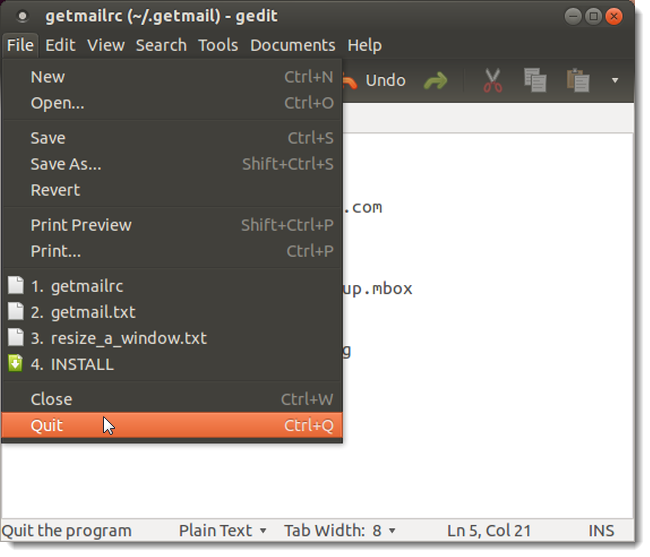 getmailrc (~/.getmail) - gedit
File Edit View Search Tools Documents Help
Undo
New Ctrl+N
Open... Ctrl+O
Save Ctrl+S
Save As... Shift+Ctrl+S
Revert
.com
Print Preview Shift+Ctrl+P
Print... Ctrl+P
1. getmailrc
up.mbox
2. getmail.txt
3. resize_a_window.txt
g
4. INSTALL
Close Ctrl+W
Quit Ctrl+Q
Quit the program Plain Text Tab Width: 8 Ln 5, Col 21 INS